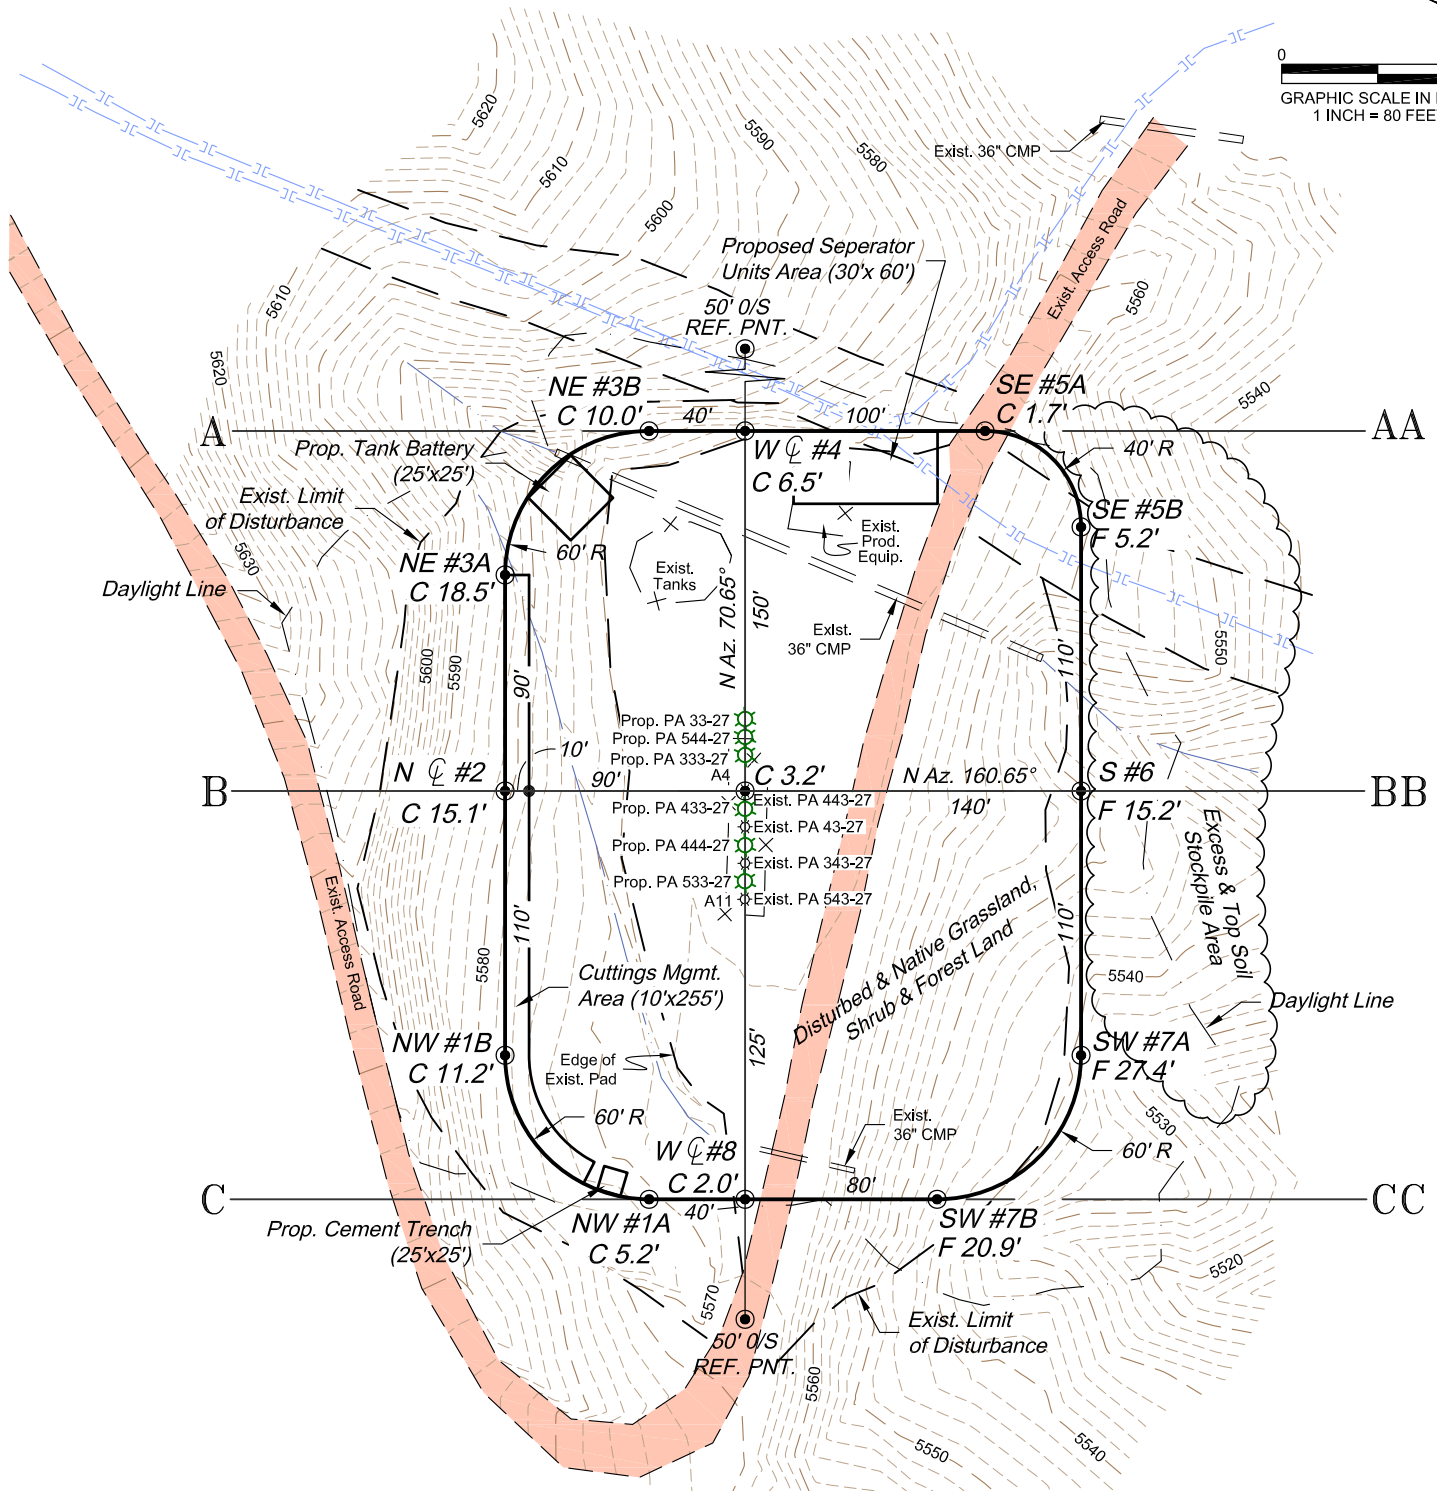 0
GRAPHIC SCALE IN
1 INCH = 80 FEE
5620
5590
5580
Exist. 36" CMP
5610
5600
Proposed Seperator
Units Area (30'x 60')
Exist. Access Road
5560
5610
50' 0/S
REF. PNT.
5620
NE #3B
C 10.0'
40'
100'
SE #5A
C 1.7'
5540
A
AA
Prop. Tank Battery
(25'x25')
W ℄ #4
C 6.5'
40' R
Exist. Limit
of Disturbance
SE #5B
F 5.2'
5630
60' R
Exist.
Prod.
Equip.
NE #3A
C 18.5'
Exist.
Tanks
Daylight Line
N Az. 70.65°
150'
Exist.
36" CMP
5600
5590
5550
90'
110'
Prop. PA 33-27
Prop. PA 544-27
Prop. PA 333-27
A4
10'
N ℄ #2
C 15.1'
90'
C 3.2'
N Az. 160.65°
140'
S #6
F 15.2'
B
BB
Prop. PA 433-27
Exist. PA 443-27
Exist. PA 43-27
Prop. PA 444-27
Exist. PA 343-27
Prop. PA 533-27
A11
Exist. PA 543-27
Exist. Access Road
110'
110'
Excess & Top Soil
Stockpile Area
Disturbed & Native Grassland,
Shrub & Forest Land
5580
5540
Cuttings Mgmt.
Area (10'x255')
Daylight Line
NW #1B
C 11.2'
125'
SW #7A
F 27.4'
Edge of
Exist. Pad
60' R
Exist.
36" CMP
5530
60' R
W ℄ #8
C 2.0'
80'
C
CC
40'
NW #1A
C 5.2'
Prop. Cement Trench
(25'x25')
SW #7B
F 20.9'
5520
5570
Exist. Limit
of Disturbance
50' 0/S
REF. PNT.
5560
5550
5540